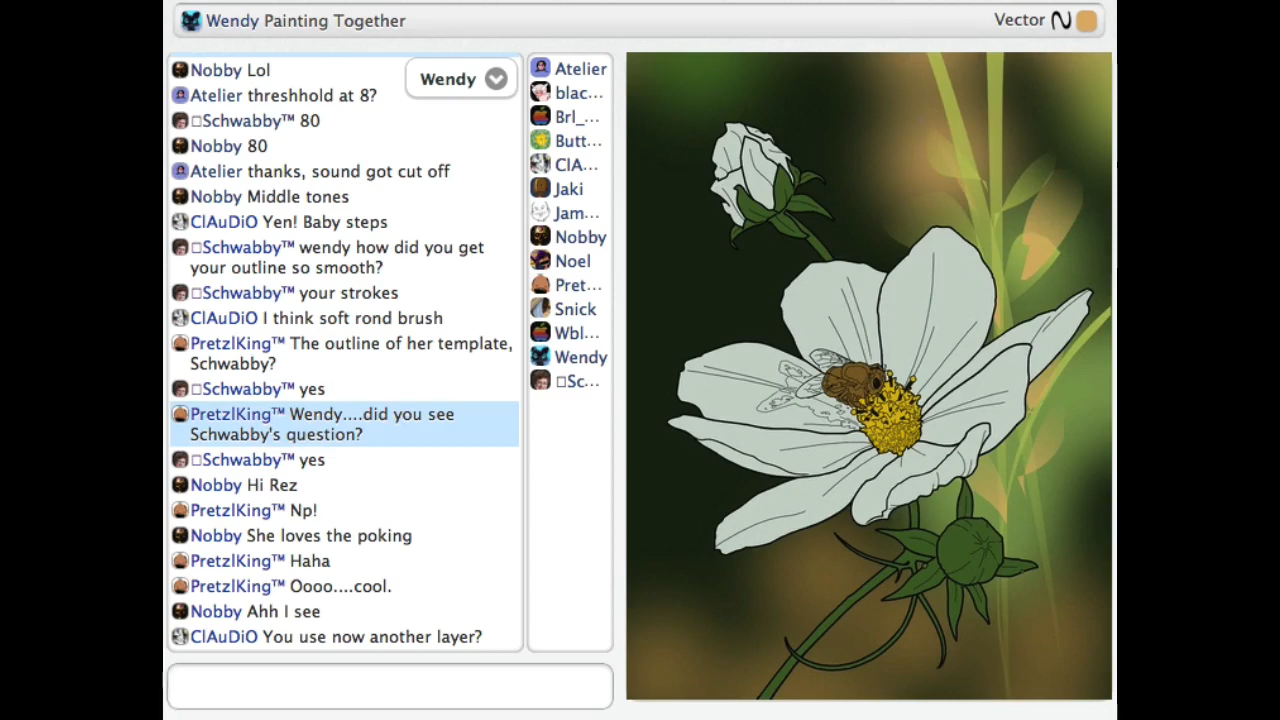 Wendy Painting Together
Vector
Nobby Lol
Wendy
Atelier threshhold at 8?
□Schwabby™ 80
Nobby 80
Atelier thanks, sound got cut off
Nobby Middle tones
ClAuDiO Yen! Baby steps
□Schwabby™ wendy how did you get
your outline so smooth?
□Schwabby™ your strokes
ClAuDiO I think soft rond brush
PretzlKing™ The outline of her template,
Schwabby?
□Schwabby™ yes
PretzlKing™ Wendy....did you see
Schwabby's question?
□Schwabby™ yes
Nobby Hi Rez
PretzlKing™ Np!
Nobby She loves the poking
PretzlKing™ Haha
PretzlKing™ Oooo....cool.
Nobby Ahh I see
ClAuDiO You use now another layer?
Atelier
blac...
Brl_...
Butt...
ClA...
Jaki
Jam...
Nobby
Noel
Pret...
Snick
Wbl...
Wendy
□Sc...